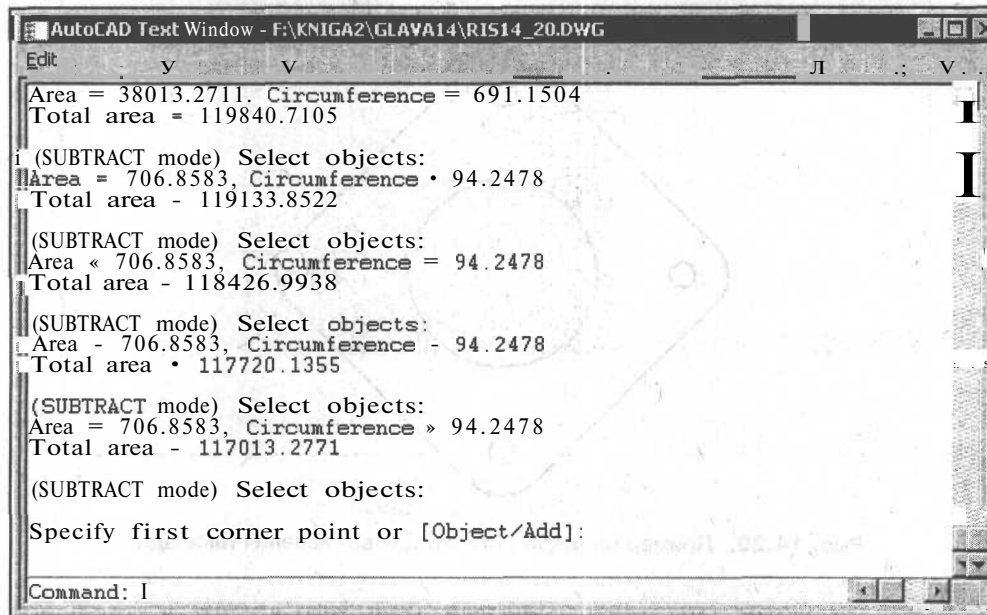 AutoCAD Text Window - F:\KNIGA2\GLAVA14\RIS14_20.DWG
Edit
Area = 38013.2711. Circumference = 691.1504
Total area = 119840.7105
(SUBTRACT mode) Select objects:
Area = 706.8583, Circumference • 94.2478
Total area - 119133.8522
(SUBTRACT mode) Select objects:
Area « 706.8583, Circumference = 94.2478
Total area - 118426.9938
(SUBTRACT mode) Select objects:
Area - 706.8583, Circumference - 94.2478
Total area • 117720.1355
(SUBTRACT mode) Select objects:
Area = 706.8583, Circumference » 94.2478
Total area - 117013.2771
(SUBTRACT mode) Select objects:
Specify first corner point or [Object/Add]:
Command: I